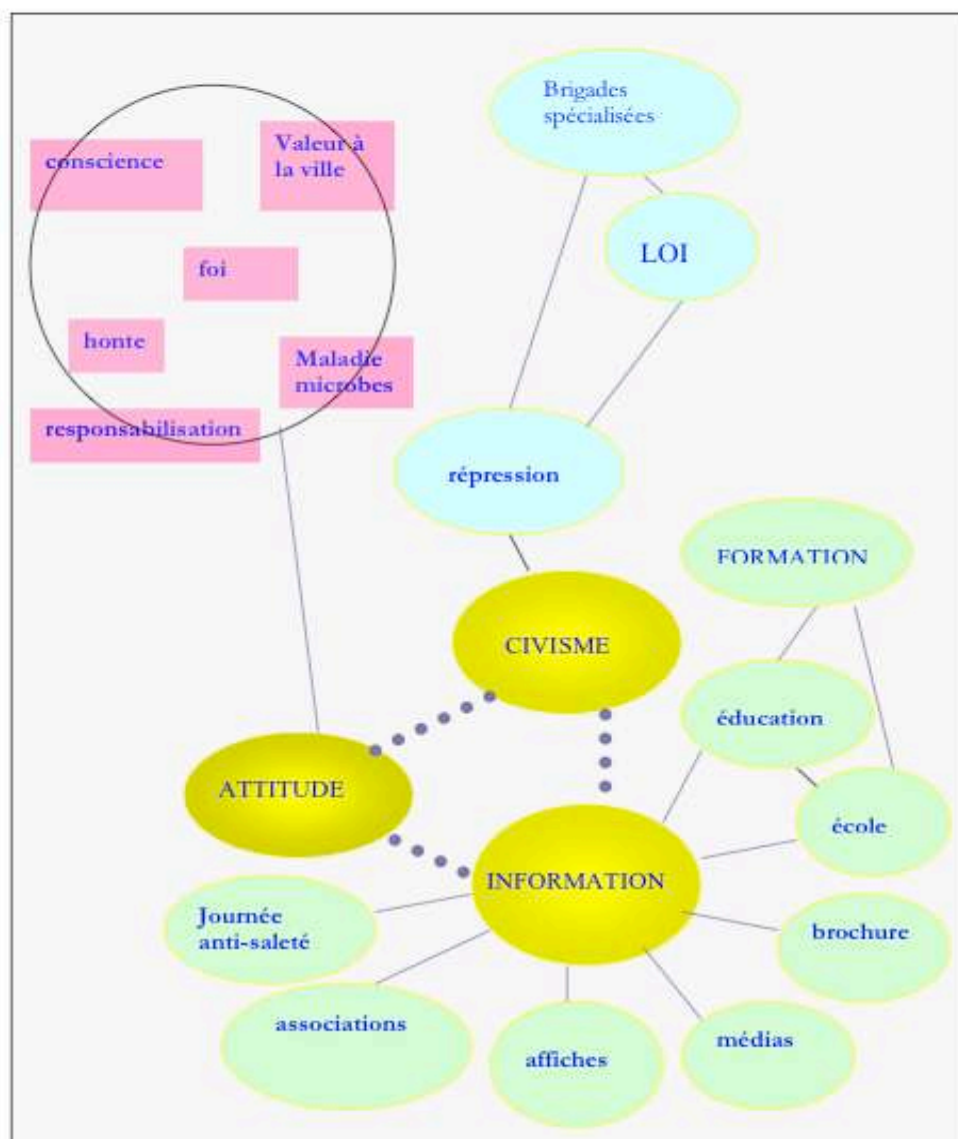 Brigades
spécialisées
conscience
Valeur à
la ville
LOI
foi
honte
Maladie
microbes
responsabilisation
répression
FORMATION
CIVISME
éducation
ATTITUDE
école
INFORMATION
Journée
anti-saleté
brochure
associations
médias
affiches